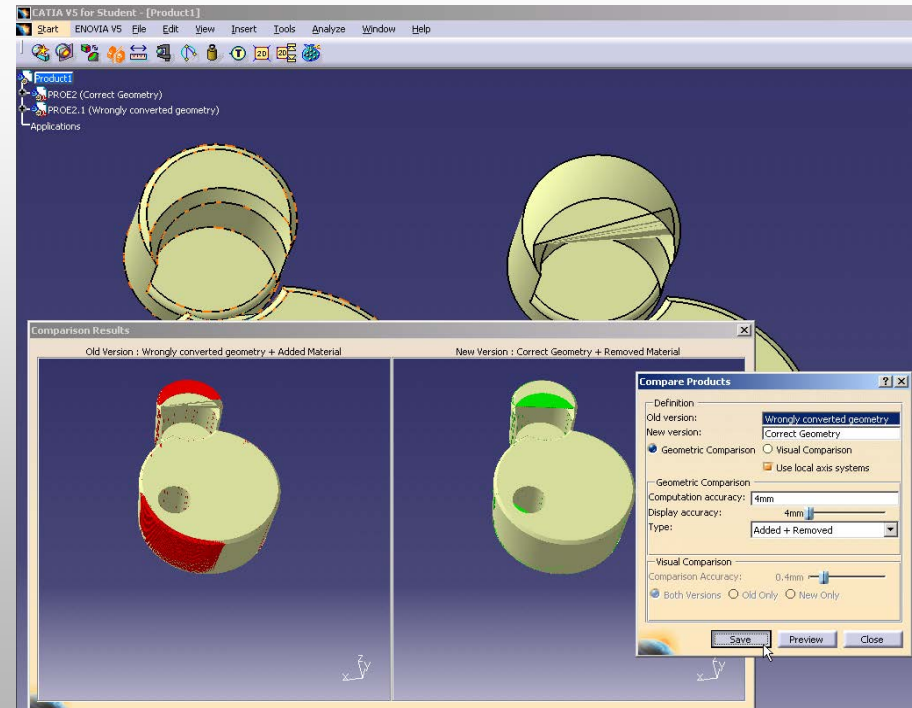 CATIA V5 for Student - [Product1]
Start ENOVIA V5 File Edit View Insert Tools Analyze Window Help
Product1
PROE2 (Correct Geometry)
PROE2.1 (Wrongly converted geometry)
Applications
Comparison Results
Old Version : Wrongly converted geometry + Added Material
New Version : Correct Geometry + Removed Material
z
y
x
z
y
x
Compare Products
Definition
Old version: Wrongly converted geometry
New version: Correct Geometry
Geometric Comparison Visual Comparison
Use local axis systems
Geometric Comparison
Computation accuracy: 4mm
Display accuracy: 4mm
Type: Added + Removed
Visual Comparison
Comparison Accuracy: 0.4mm
Both Versions Old Only New Only
Save Preview Close